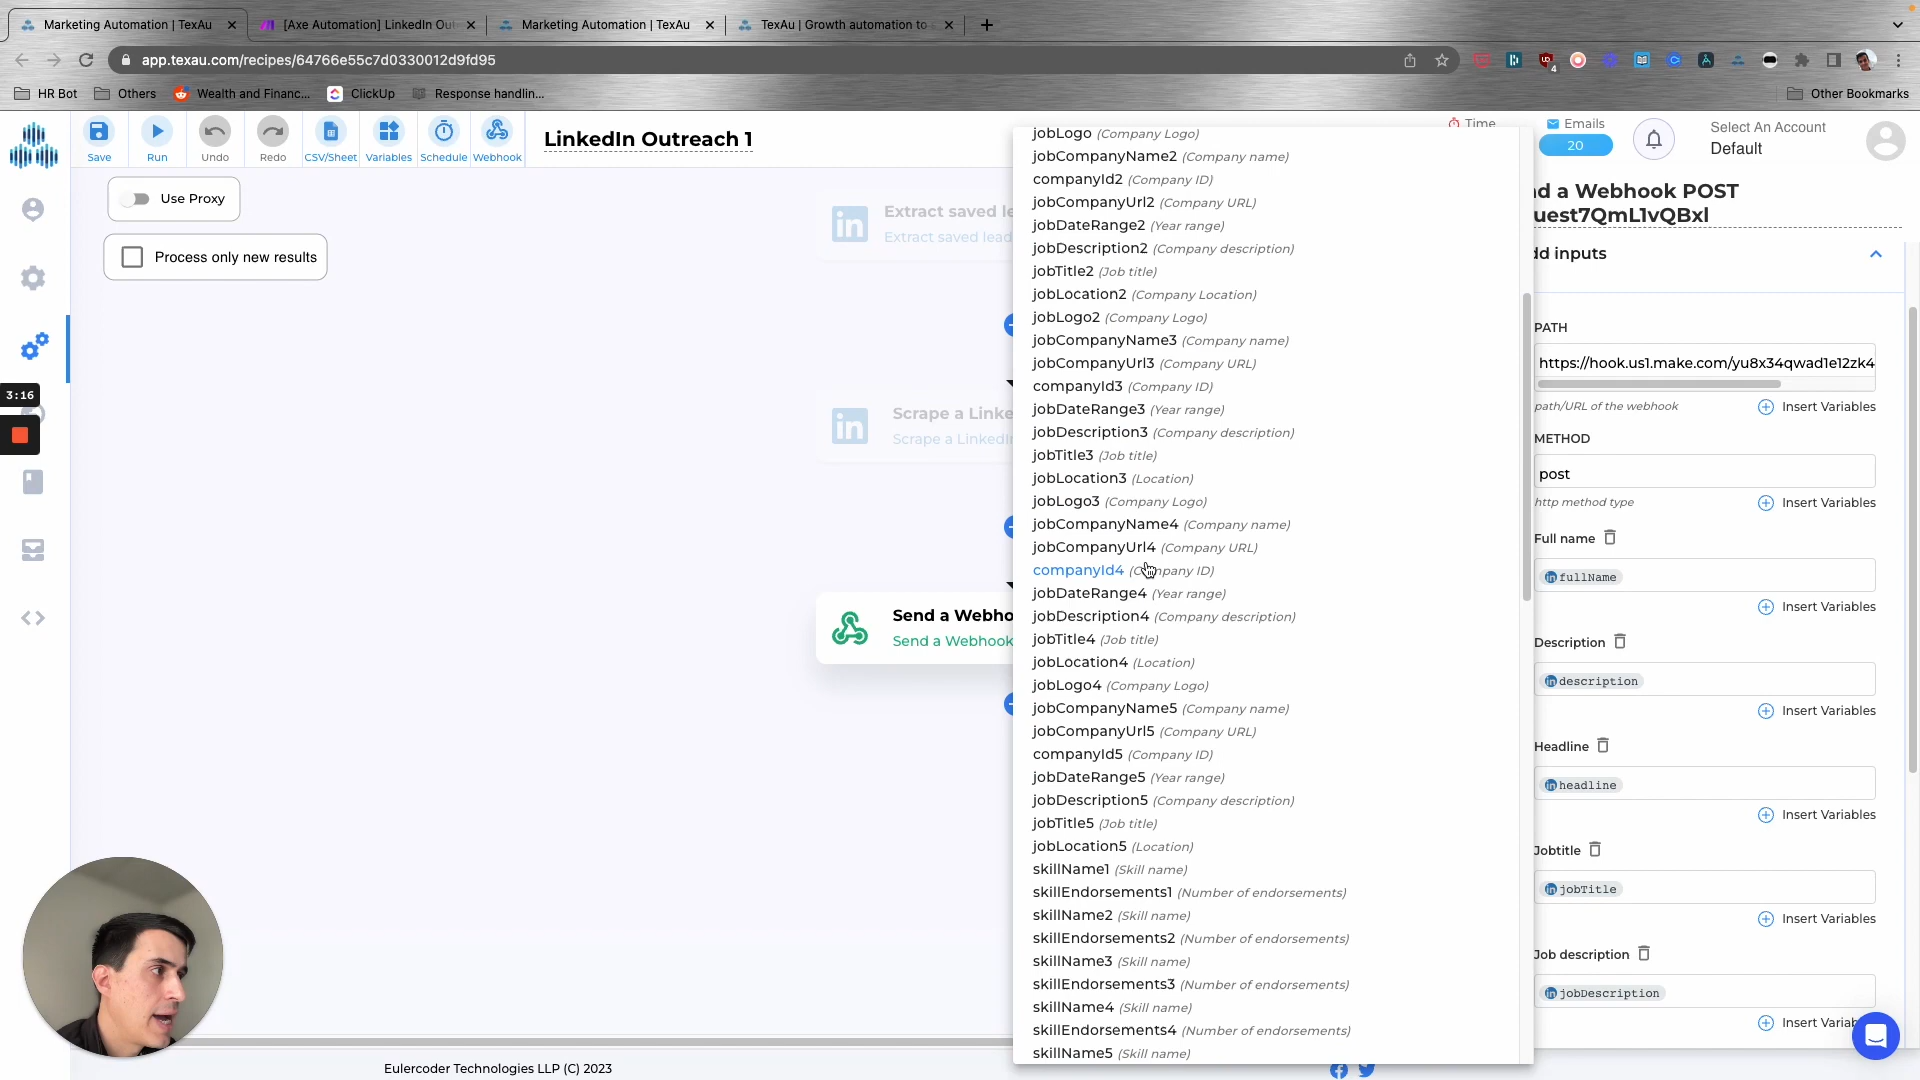 Marketing Automation | TexAu
[Axe Automation] LinkedIn Out
Marketing Automation | TexAu
TexAu | Growth automation to
app.texau.com/recipes/64766e55c7d0330012d9fd95
HR Bot
Others
Wealth and Financ...
ClickUp
Response handlin...
Other Bookmarks
Save
Run
Undo
Redo
CSV/Sheet
Variables
Schedule
Webhook
LinkedIn Outreach 1
Time
Emails
20
Select An Account
Default
Use Proxy
Process only new results
3:16
Extract saved le
Extract saved lead
Scrape a Linke
Scrape a LinkedIn
Send a Webho
Send a Webhook
jobLogo (Company Logo)
jobCompanyName2 (Company name)
companyId2 (Company ID)
jobCompanyUrl2 (Company URL)
jobDateRange2 (Year range)
jobDescription2 (Company description)
jobTitle2 (Job title)
jobLocation2 (Company Location)
jobLogo2 (Company Logo)
jobCompanyName3 (Company name)
jobCompanyUrl3 (Company URL)
companyId3 (Company ID)
jobDateRange3 (Year range)
jobDescription3 (Company description)
jobTitle3 (Job title)
jobLocation3 (Location)
jobLogo3 (Company Logo)
jobCompanyName4 (Company name)
jobCompanyUrl4 (Company URL)
companyId4 (Company ID)
jobDateRange4 (Year range)
jobDescription4 (Company description)
jobTitle4 (Job title)
jobLocation4 (Location)
jobLogo4 (Company Logo)
jobCompanyName5 (Company name)
jobCompanyUrl5 (Company URL)
companyId5 (Company ID)
jobDateRange5 (Year range)
jobDescription5 (Company description)
jobTitle5 (Job title)
jobLocation5 (Location)
skillName1 (Skill name)
skillEndorsements1 (Number of endorsements)
skillName2 (Skill name)
skillEndorsements2 (Number of endorsements)
skillName3 (Skill name)
skillEndorsements3 (Number of endorsements)
skillName4 (Skill name)
skillEndorsements4 (Number of endorsements)
skillName5 (Skill name)
d a Webhook POST
uest7QmL1vQBxl
dd inputs
PATH
https://hook.us1.make.com/yu8x34qwad1e12zk4
path/URL of the webhook
Insert Variables
METHOD
post
http method type
Insert Variables
Full name
fullName
Insert Variables
Description
description
Insert Variables
Headline
headline
Insert Variables
Jobtitle
jobTitle
Insert Variables
Job description
jobDescription
Insert Variab
Eulercoder Technologies LLP (C) 2023